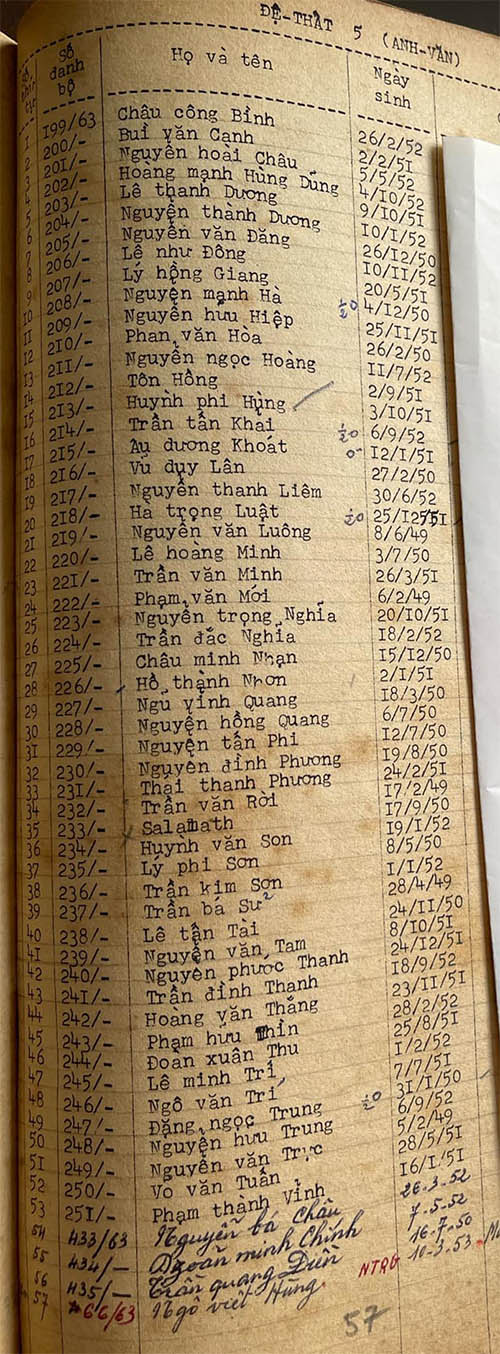 ĐỆ-THẤT 5 (ANH-VĂN)
Số danh bộ Họ và tên Ngày sinh
1 199/63 Châu công Bình 26/2/52
2 200/- Bui văn Cạnh 2/2/51
3 201/- Nguyễn hoài Châu 5/5/52
4 202/- Hoàng mạnh Hùng Dũng 4/10/52
5 203/- Lê thanh Dương 9/10/51
6 204/- Nguyễn thành Dương 10/1/52
7 205/- Nguyễn văn Đăng 26/12/50
8 206/- Lê như Đông 10/11/52
9 207/- Lý hồng Giang 20/5/51
10 208/- Nguyễn mạnh Hà 4/12/50
11 209/- Nguyễn hưu Hiệp 25/11/51
12 210/- Phan văn Hòa 26/2/50
13 211/- Nguyễn ngọc Hoàng 11/7/52
14 212/- Tôn Hồng 2/9/51
15 213/- Huỳnh phi Hùng 3/10/51
16 214/- Trần tấn Khai 6/9/52
17 215/- Âu dương Khoát 12/1/51
18 216/- Vũ duy Lân 27/2/50
19 217/- Nguyễn thanh Liêm 30/6/52
20 218/- Hà trọng Luật 25/12/51
21 219/- Nguyễn văn Luông 8/6/49
22 220/- Lê hoang Minh 3/7/50
23 221/- Trần văn Minh 26/3/51
24 222/- Phạm văn Mới 6/2/49
25 223/- Nguyễn trọng Nghĩa 20/10/51
26 224/- Trần đắc Nghĩa 18/2/52
27 225/- Châu minh Nhạn 15/12/50
28 226/- Hồ thành Nhơn 2/1/51
29 227/- Ngũ vinh Quang 18/3/50
30 228/- Nguyễn hồng Quang 6/7/50
31 229/- Nguyễn tấn Phi 12/7/50
32 230/- Nguyễn đình Phương 19/8/50
33 231/- Thai thanh Phương 24/2/51
34 232/- Trần văn Rời 17/2/49
35 233/- Salamath 17/9/50
36 234/- Huỳnh văn Son 19/1/52
37 235/- Lý phi Sơn 8/5/50
38 236/- Trần kim Sơn 1/1/52
39 237/- Trần bá Sử 28/4/49
40 238/- Lê tấn Tài 24/11/50
41 239/- Nguyễn văn Tam 8/10/51
42 240/- Nguyễn phước Thanh 24/12/51
43 241/- Trần đình Thanh 18/9/52
44 242/- Hoàng văn Thắng 23/11/51
45 243/- Phạm hưu Thìn 28/2/52
46 244/- Đoàn xuân Thu 25/8/51
47 245/- Lê minh Trí 1/2/52
48 246/- Ngô văn Trí 7/7/51
49 247/- Đặng ngọc Trung 31/1/50
50 248/- Nguyễn hưu Trung 6/9/52
51 249/- Nguyễn văn Trực 5/2/49
52 250/- Vo văn Tuấn 28/5/51
53 251/- Phạm thành Vinh 16/1/51
54 433/63 Nguyễn bá Châu 26.3.52
55 434/- Doãn minh Chính 7.5.52
56 435/- Trần quang Diễn 16.7.50
57 Ngô viết Hùng NTQG 10.3.53
57